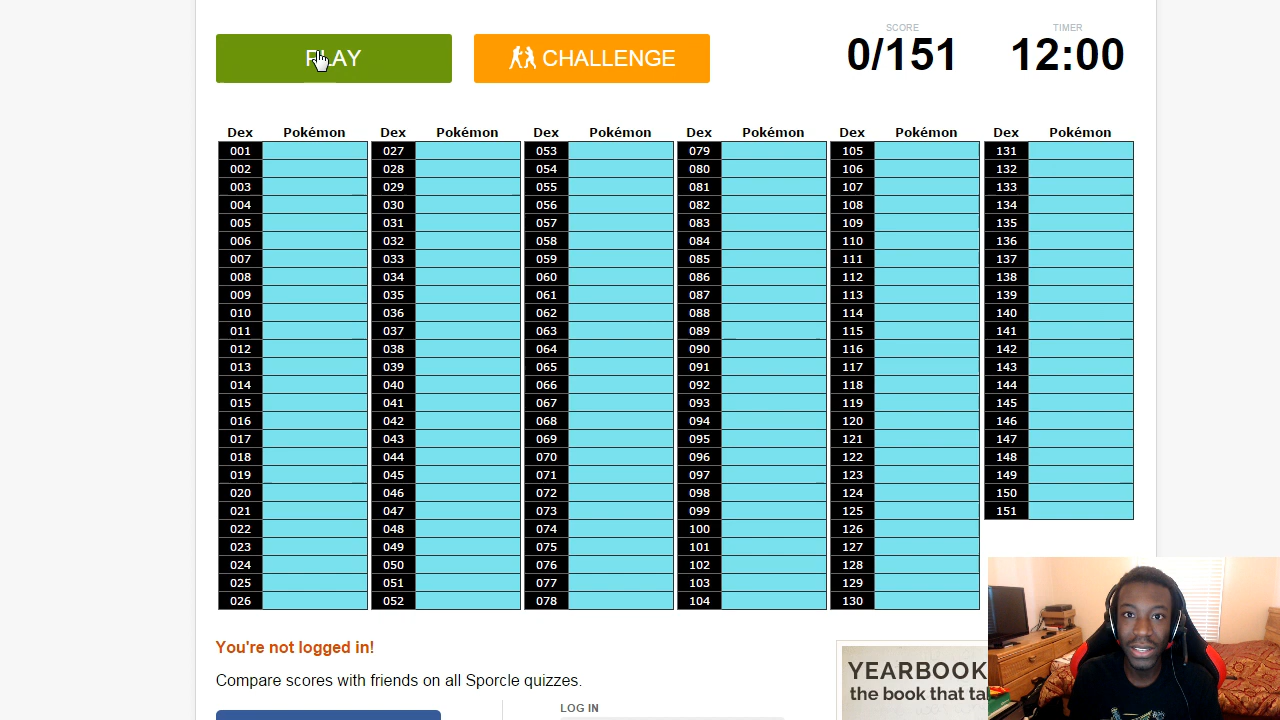 SCORE
TIMER
PLAY
CHALLENGE
0/151
12:00
Dex Pokémon Dex Pokémon Dex Pokémon Dex Pokémon Dex Pokémon Dex Pokémon
001 027 053 079 105 131
002 028 054 080 106 132
003 029 055 081 107 133
004 030 056 082 108 134
005 031 057 083 109 135
006 032 058 084 110 136
007 033 059 085 111 137
008 034 060 086 112 138
009 035 061 087 113 139
010 036 062 088 114 140
011 037 063 089 115 141
012 038 064 090 116 142
013 039 065 091 117 143
014 040 066 092 118 144
015 041 067 093 119 145
016 042 068 094 120 146
017 043 069 095 121 147
018 044 070 096 122 148
019 045 071 097 123 149
020 046 072 098 124 150
021 047 073 099 125 151
022 048 074 100 126
023 049 075 101 127
024 050 076 102 128
025 051 077 103 129
026 052 078 104 130
You're not logged in!
Compare scores with friends on all Sporcle quizzes.
LOG IN
YEARBOOK
the book that ta